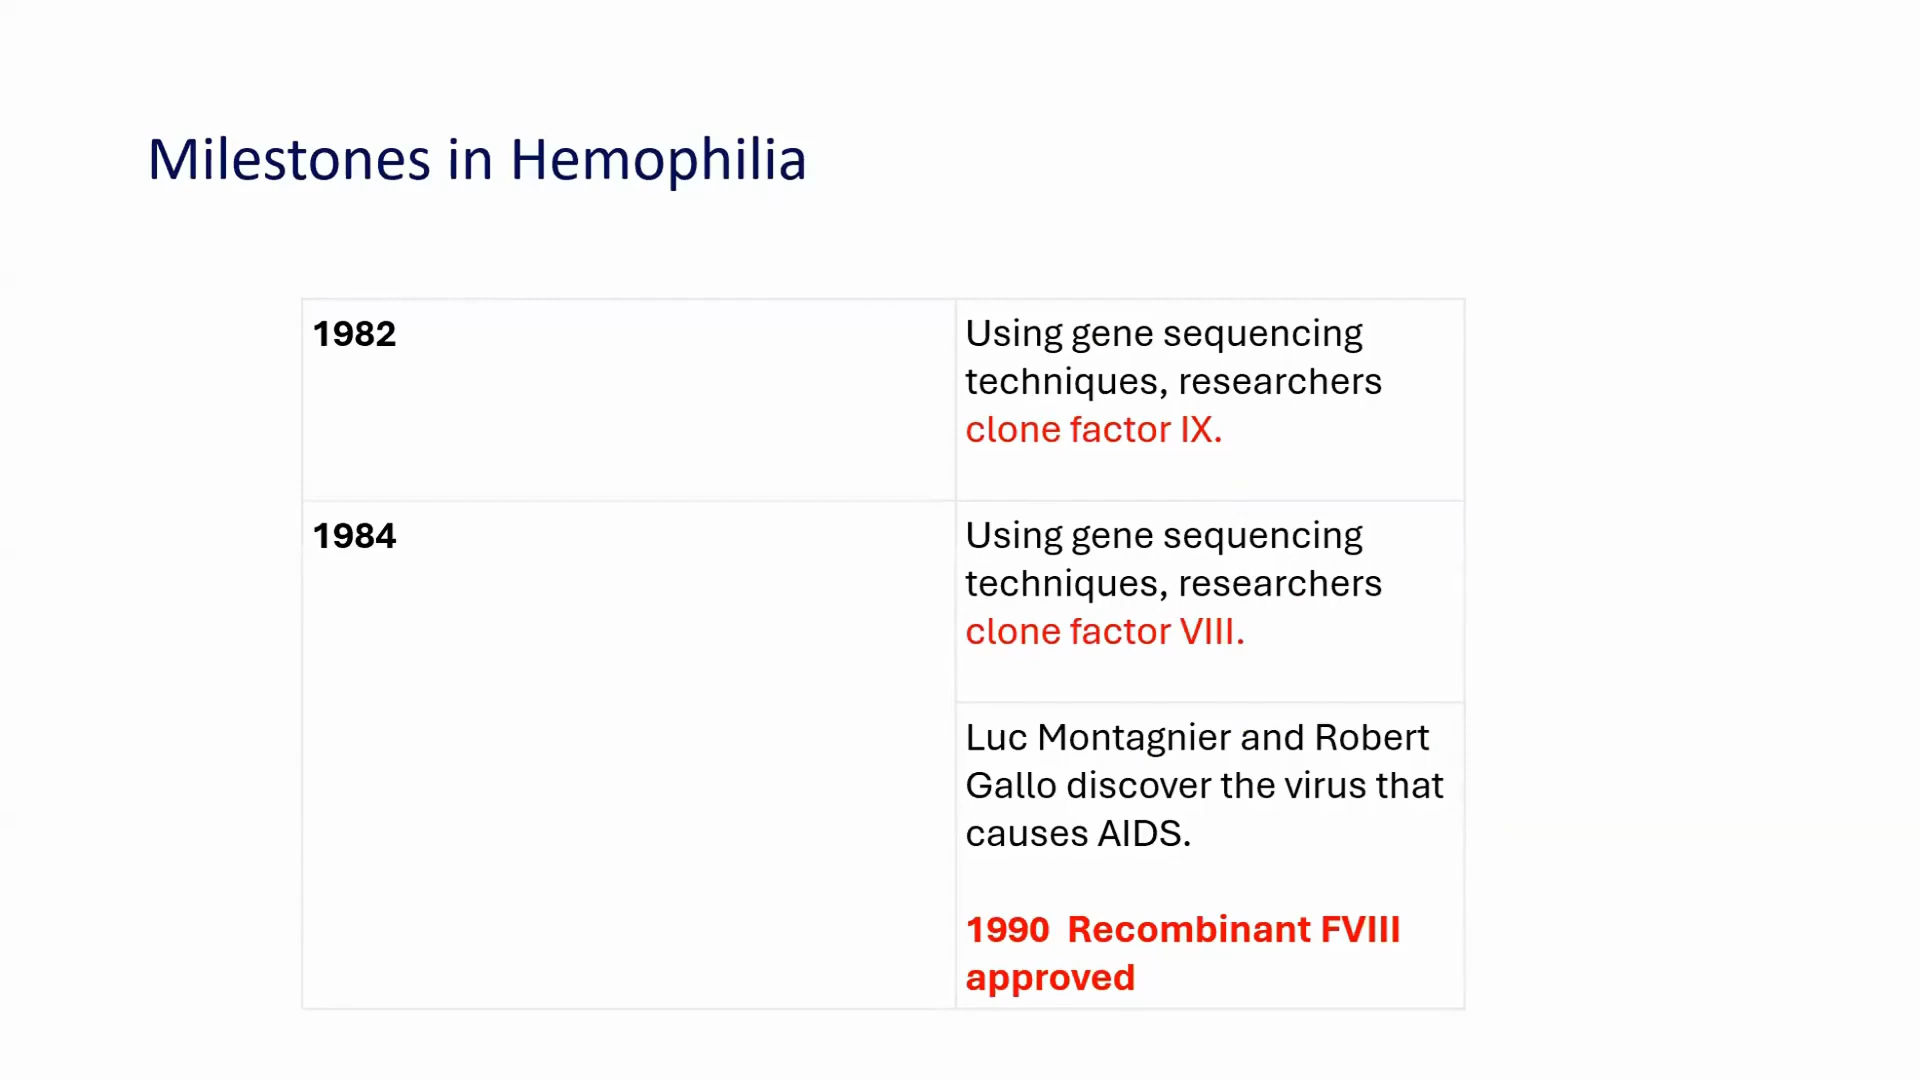 Milestones in Hemophilia
1982
Using gene sequencing
techniques, researchers
clone factor IX.
1984
Using gene sequencing
techniques, researchers
clone factor VIII.
Luc Montagnier and Robert
Gallo discover the virus that
causes AIDS.
1990  Recombinant FVIII
approved